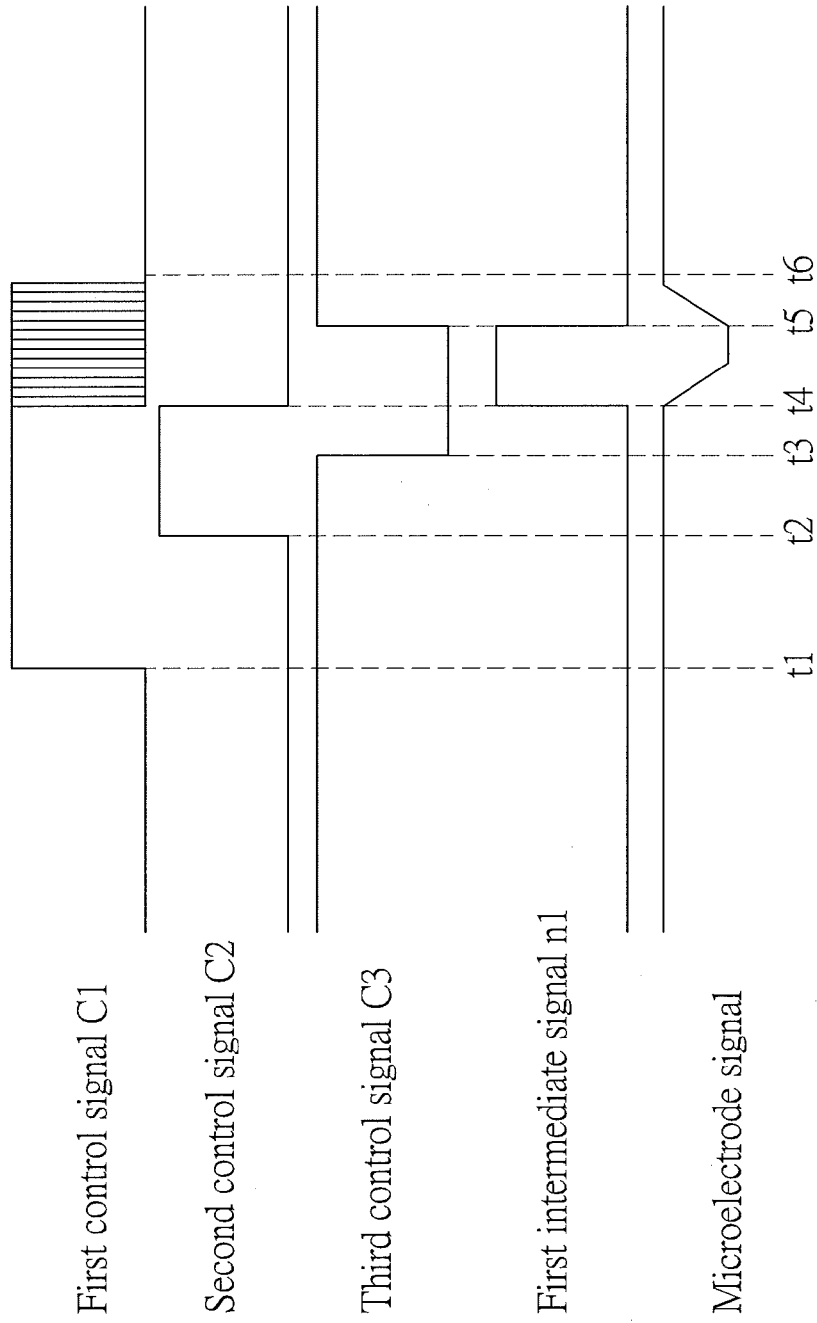 First control signal C1
Second control signal C2
Third control signal C3
First intermediate signal n1
Microelectrode signal
t1 t2 t3 t4 t5 t6